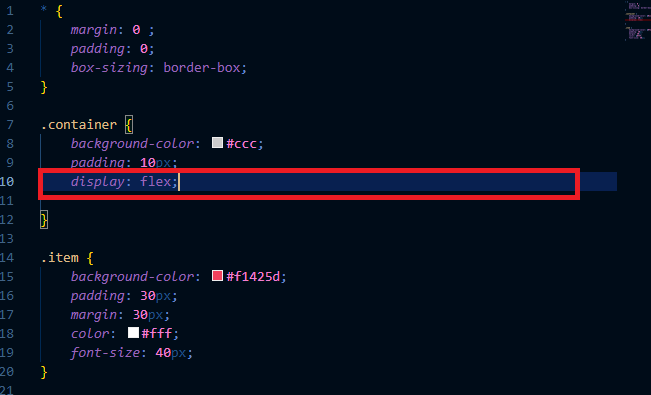 1 * {
2 margin: 0 ;
3 padding: 0;
4 box-sizing: border-box;
5 }
6
7 .container {
8 background-color: #ccc;
9 padding: 10px;
10 display: flex;
11
12 }
13
14 .item {
15 background-color: #f1425d;
16 padding: 30px;
17 margin: 30px;
18 color: #fff;
19 font-size: 40px;
20 }
21